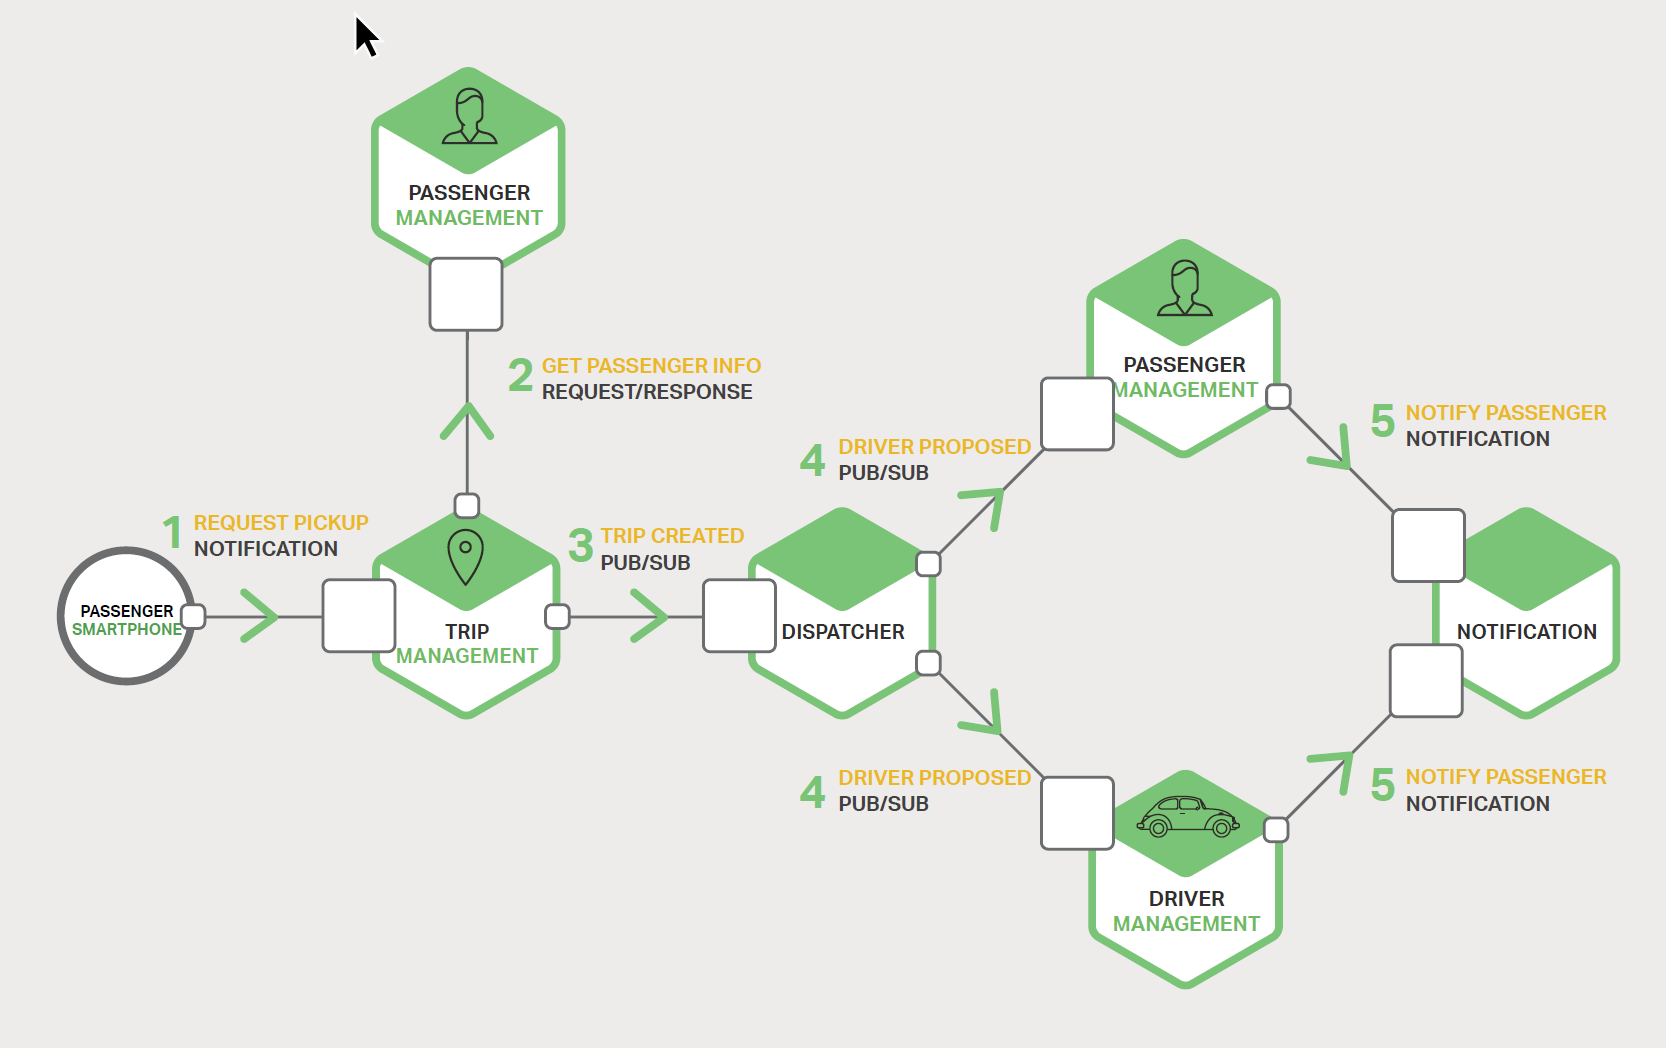 PASSENGER
MANAGEMENT
2 GET PASSENGER INFO
REQUEST/RESPONSE
1 REQUEST PICKUP
NOTIFICATION
PASSENGER
SMARTPHONE
TRIP
MANAGEMENT
3 TRIP CREATED
PUB/SUB
DISPATCHER
4 DRIVER PROPOSED
PUB/SUB
PASSENGER
MANAGEMENT
5 NOTIFY PASSENGER
NOTIFICATION
NOTIFICATION
4 DRIVER PROPOSED
PUB/SUB
DRIVER
MANAGEMENT
5 NOTIFY PASSENGER
NOTIFICATION